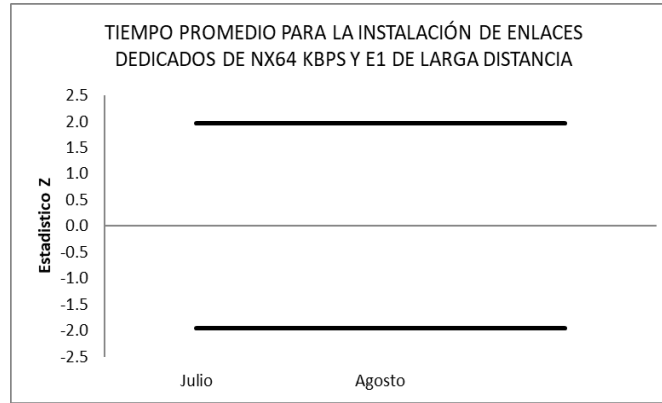 TIEMPO PROMEDIO PARA LA INSTALACIÓN DE ENLACES
DEDICADOS DE NX64 KBPS Y E1 DE LARGA DISTANCIA
2.5
2.0
1.5
1.0
0.5
0.0
-0.5
-1.0
-1.5
-2.0
-2.5
Estadistico Z
Julio
Agosto